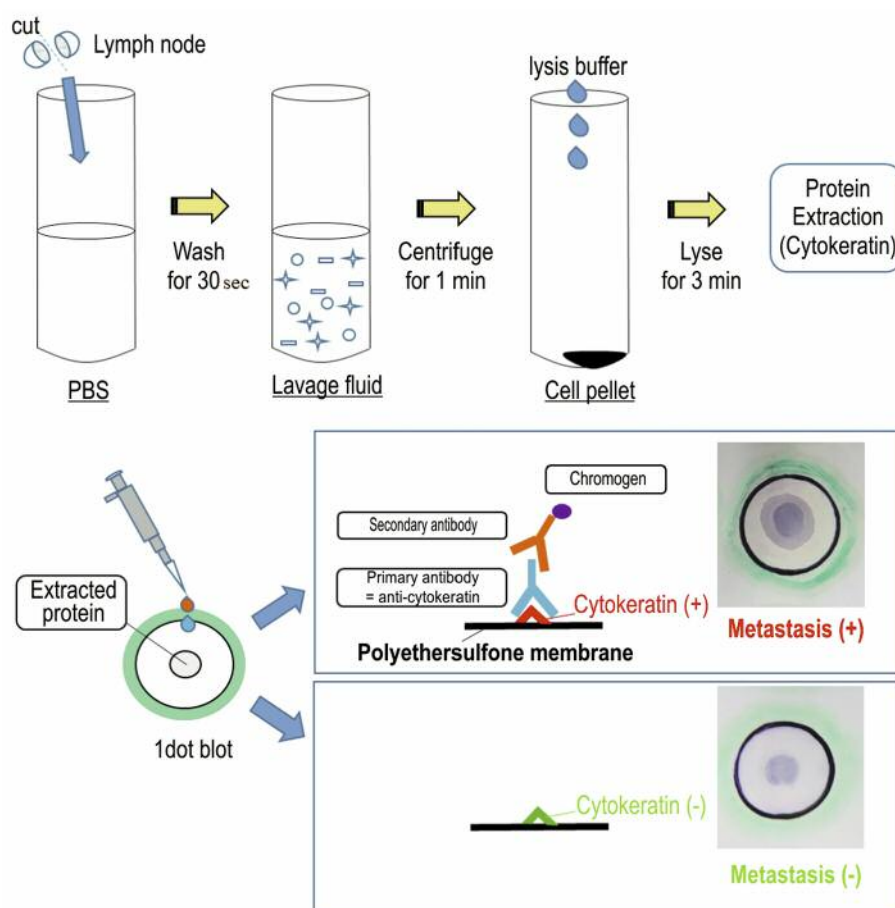 cut
Lymph node
lysis buffer
Protein
Extraction
(Cytokeratin)
Wash
for 30 sec
Centrifuge
for 1 min
Lyse
for 3 min
PBS
Lavage fluid
Cell pellet
Chromogen
Secondary antibody
Primary antibody
= anti-cytokeratin
Extracted
protein
Cytokeratin (+)
Polyethersulfone membrane
Metastasis (+)
1dot blot
Cytokeratin (-)
Metastasis (-)